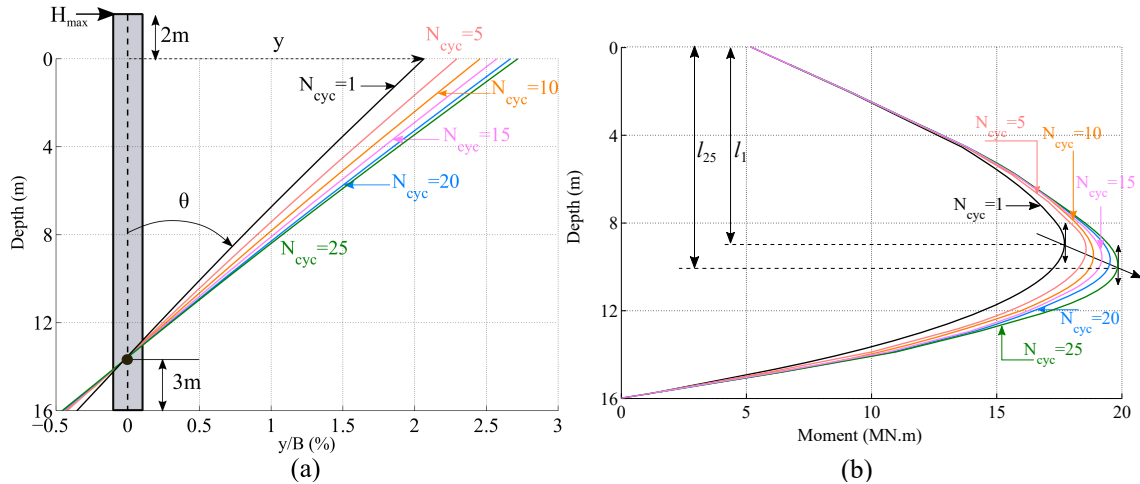 H_max
2m
y
N_cyc=5
N_cyc=1
N_cyc=10
N_cyc=15
N_cyc=20
N_cyc=25
θ
3m
0
4
8
12
16
Depth (m)
−0.5
0
0.5
1
1.5
2
2.5
3
y/B (%)
(a)
0
4
8
12
16
Depth (m)
l_25
l_1
N_cyc=5
N_cyc=10
N_cyc=15
N_cyc=1
N_cyc=20
N_cyc=25
0
5
10
15
20
Moment (MN.m)
(b)